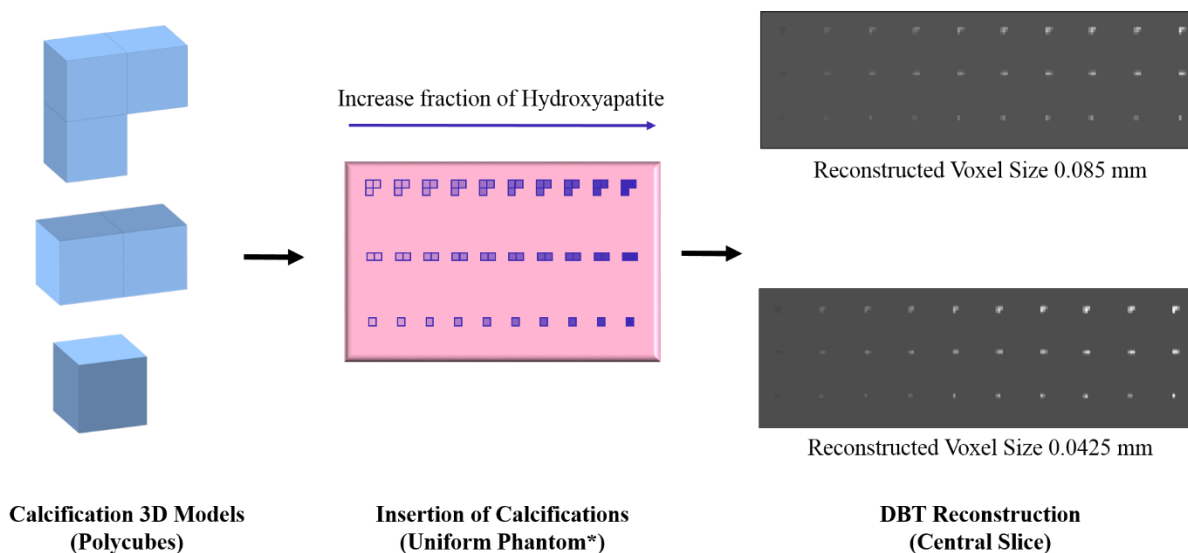 Increase fraction of Hydroxyapatite
Reconstructed Voxel Size 0.085 mm
Reconstructed Voxel Size 0.0425 mm
Calcification 3D Models
(Polycubes)
Insertion of Calcifications
(Uniform Phantom*)
DBT Reconstruction
(Central Slice)